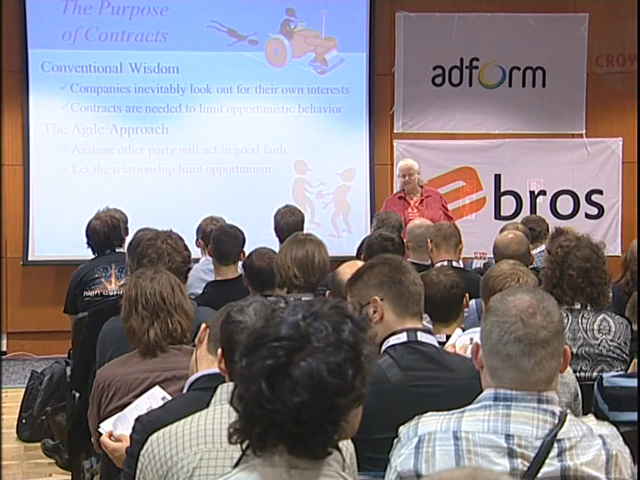 The Purpose
of Contracts
Conventional Wisdom
✓Companies inevitably look out for their own interests
✓Contracts are needed to limit opportunistic behavior
The Agile Approach
✓Assume other party will act in good faith
✓Let the relationship limit opportunism
adform
CROW
bros